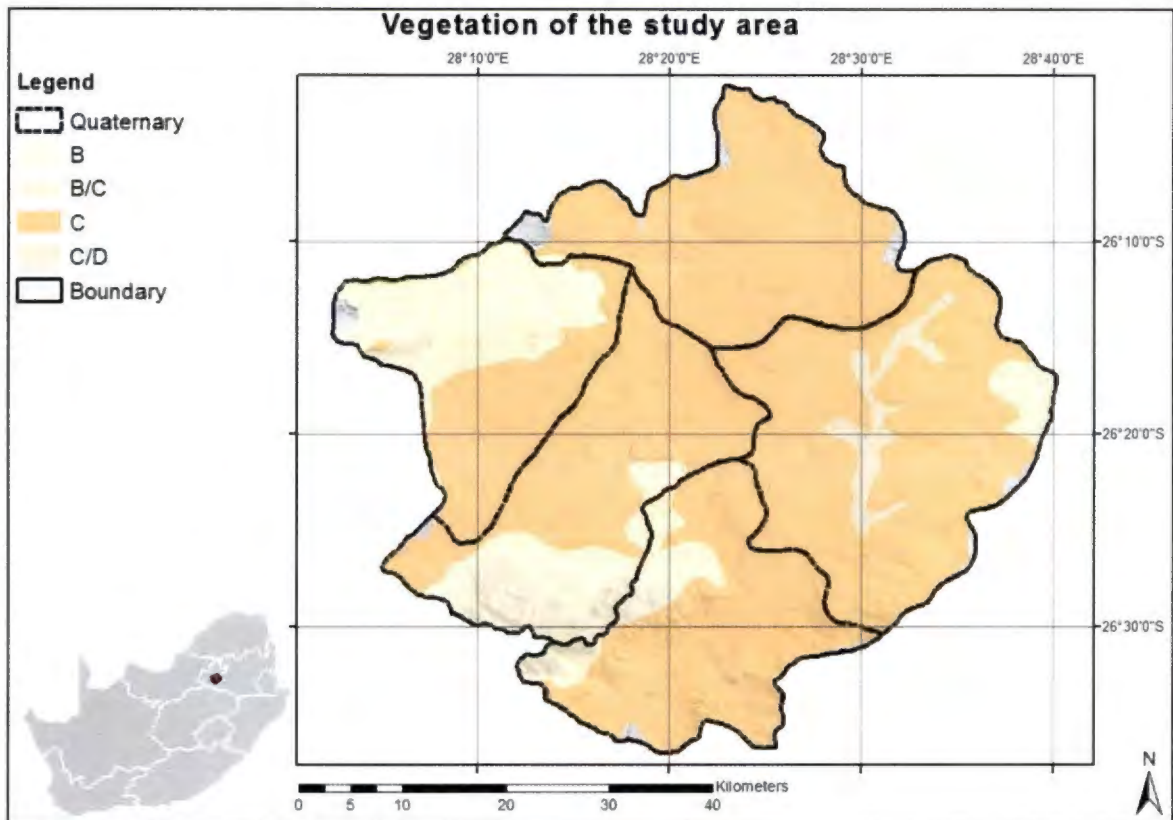 Vegetation of the study area
Legend
Quaternary
B
B/C
C
C/D
Boundary
28°10'0"E 28°20'0"E 28°30'0"E 28°40'0"E
26°10'0"S
26°20'0"S
26°30'0"S
N
Kilometers
0 5 10 20 30 40